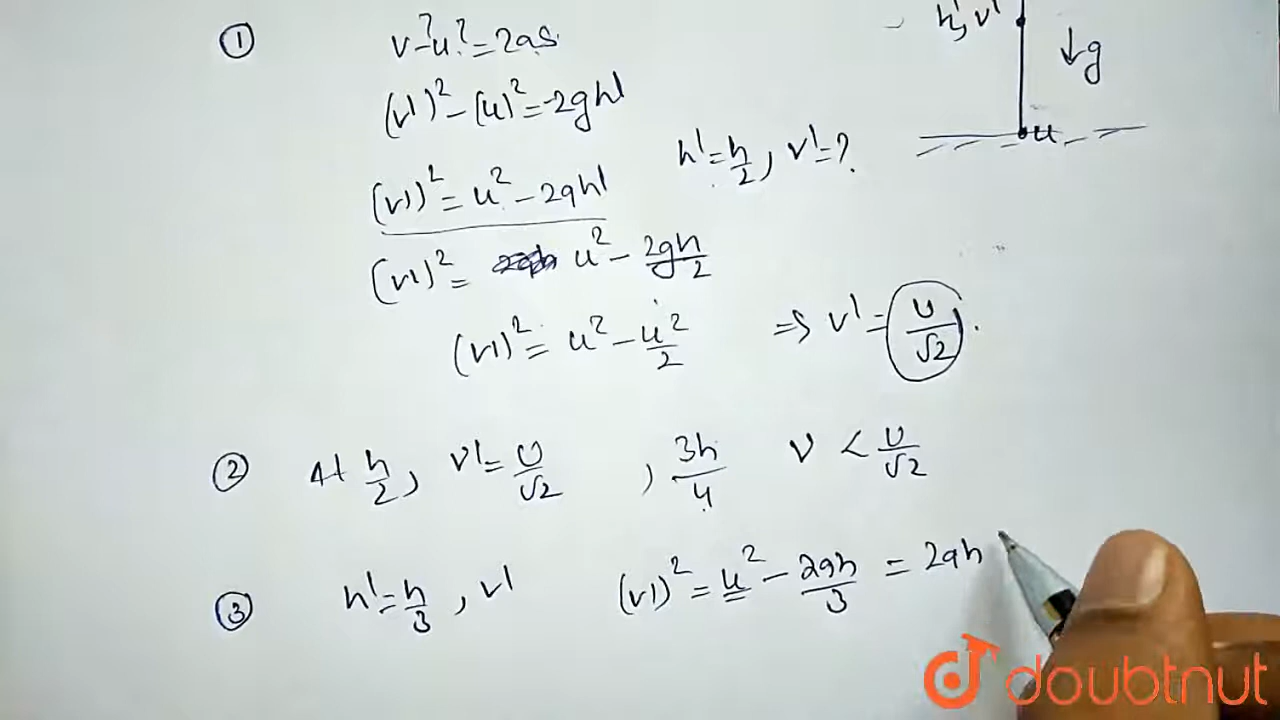 h', v'
① v² - u² = 2as
↓g
(v')² - (u)² = -2gh'
u
h' = h/2, v' = ?
(v')² = u² - 2gh'
(v')² = u² - 2gh/2
(v')² = u² - u²/2 ⇒ v' = u/√2.
② At h/2, v' = u/√2, 3h/4 v < u/√2
③ h' = h/3, v' (v')² = u² - 2gh/3 = 2gh
doubtnut